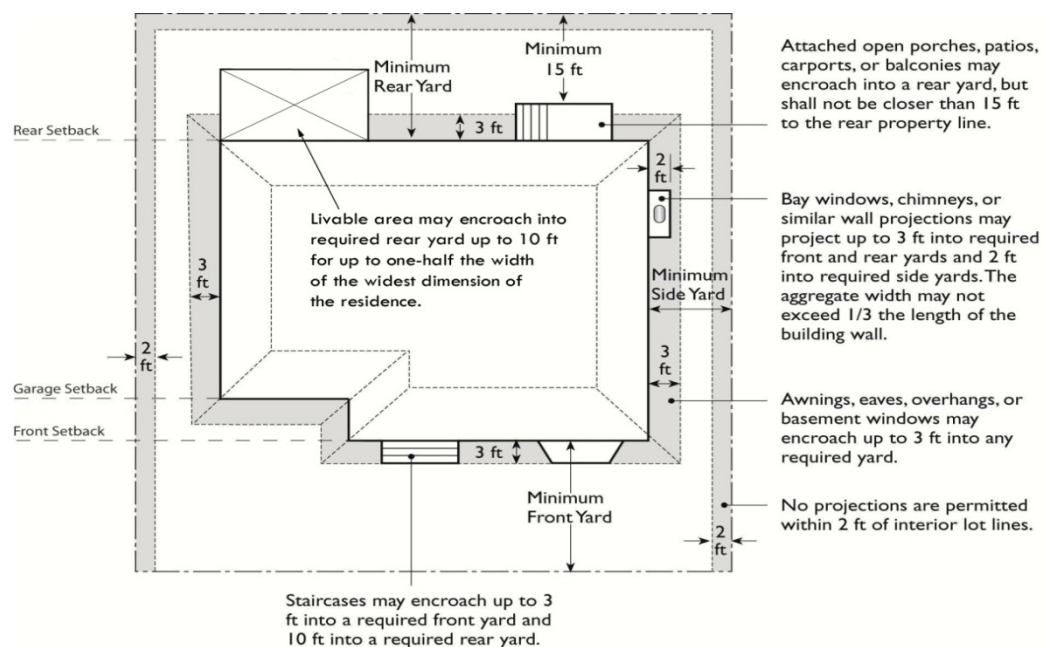 Minimum
Rear Yard
Minimum
15 ft
Attached open porches, patios,
carports, or balconies may
encroach into a rear yard, but
shall not be closer than 15 ft
to the rear property line.
Rear Setback
3 ft
2
ft
Livable area may encroach into
required rear yard up to 10 ft
for up to one-half the width
of the widest dimension of
the residence.
Bay windows, chimneys, or
similar wall projections may
project up to 3 ft into required
front and rear yards and 2 ft
into required side yards. The
aggregate width may not
exceed 1/3 the length of the
building wall.
3
ft
Minimum
Side Yard
2
ft
3
ft
Garage Setback
Front Setback
Awnings, eaves, overhangs, or
basement windows may
encroach up to 3 ft into any
required yard.
3 ft
Minimum
Front Yard
No projections are permitted
within 2 ft of interior lot lines.
2
ft
Staircases may encroach up to 3
ft into a required front yard and
10 ft into a required rear yard.